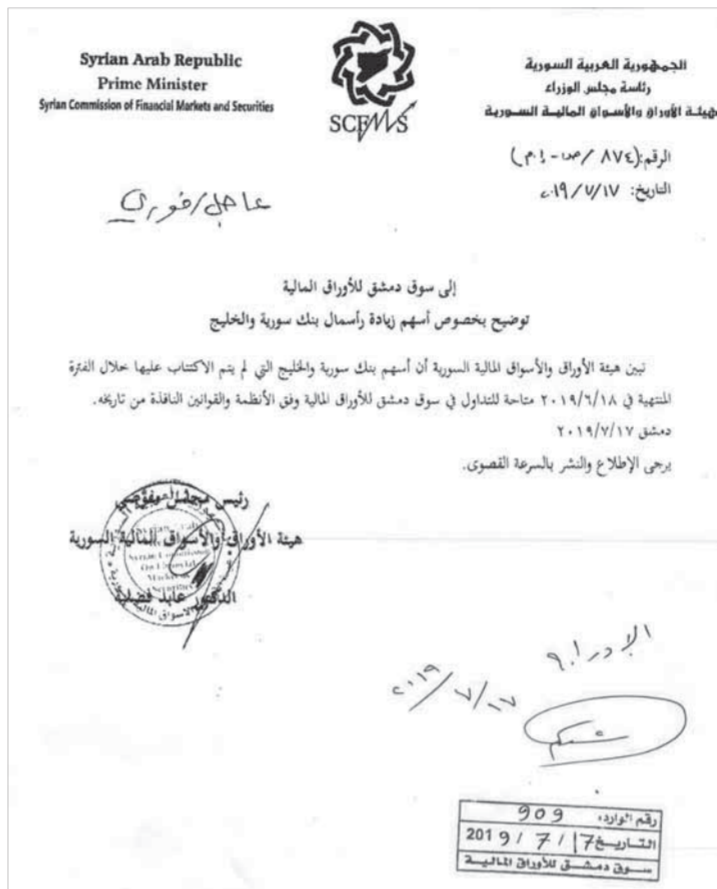 Syrian Arab Republic
Prime Minister
Syrian Commission of Financial Markets and Securities
SCFMS
الجمهورية العربية السورية
رئاسة مجلس الوزراء
هيئة الأوراق والأسواق المالية السورية
الرقم: (٨٧٤ / ص - إ.م)
التاريخ: ٢٠١٩/٧/١٧
عاجل/فوري
إلى سوق دمشق للأوراق المالية
توضيح بخصوص أسهم زيادة رأسمال بنك سورية والخليج
تبين هيئة الأوراق والأسواق المالية السورية أن أسهم بنك سورية والخليج التي لم يتم الاكتتاب عليها خلال الفترة
المنتهية في ٢٠١٩/٦/١٨ متاحة للتداول في سوق دمشق للأوراق المالية وفق الأنظمة والقوانين النافذة من تاريخه.
دمشق ٢٠١٩/٧/١٧
يرجى الإطلاع والنشر بالسرعة القصوى.
رئيس مجلس مفوضي
هيئة الأوراق والأسواق المالية السورية
الدكتور عابد فضلية
٢٠١٩/٧/١٧
رقم الوارد: 909
التاريخ 2019 / 7 / 17
سوق دمشق للأوراق المالية